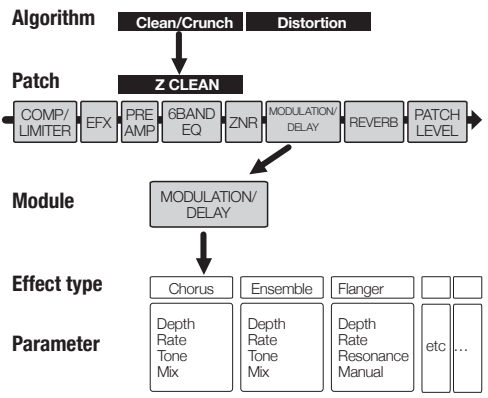 Algorithm Clean/Crunch Distortion
Patch Z CLEAN
COMP/
LIMITER
EFX
PRE
AMP
6BAND
EQ
ZNR
MODULATION/
DELAY
REVERB
PATCH
LEVEL
Module
MODULATION/
DELAY
Effect type Chorus Ensemble Flanger
Parameter
Depth
Rate
Tone
Mix
Depth
Rate
Tone
Mix
Depth
Rate
Resonance
Manual
etc
...